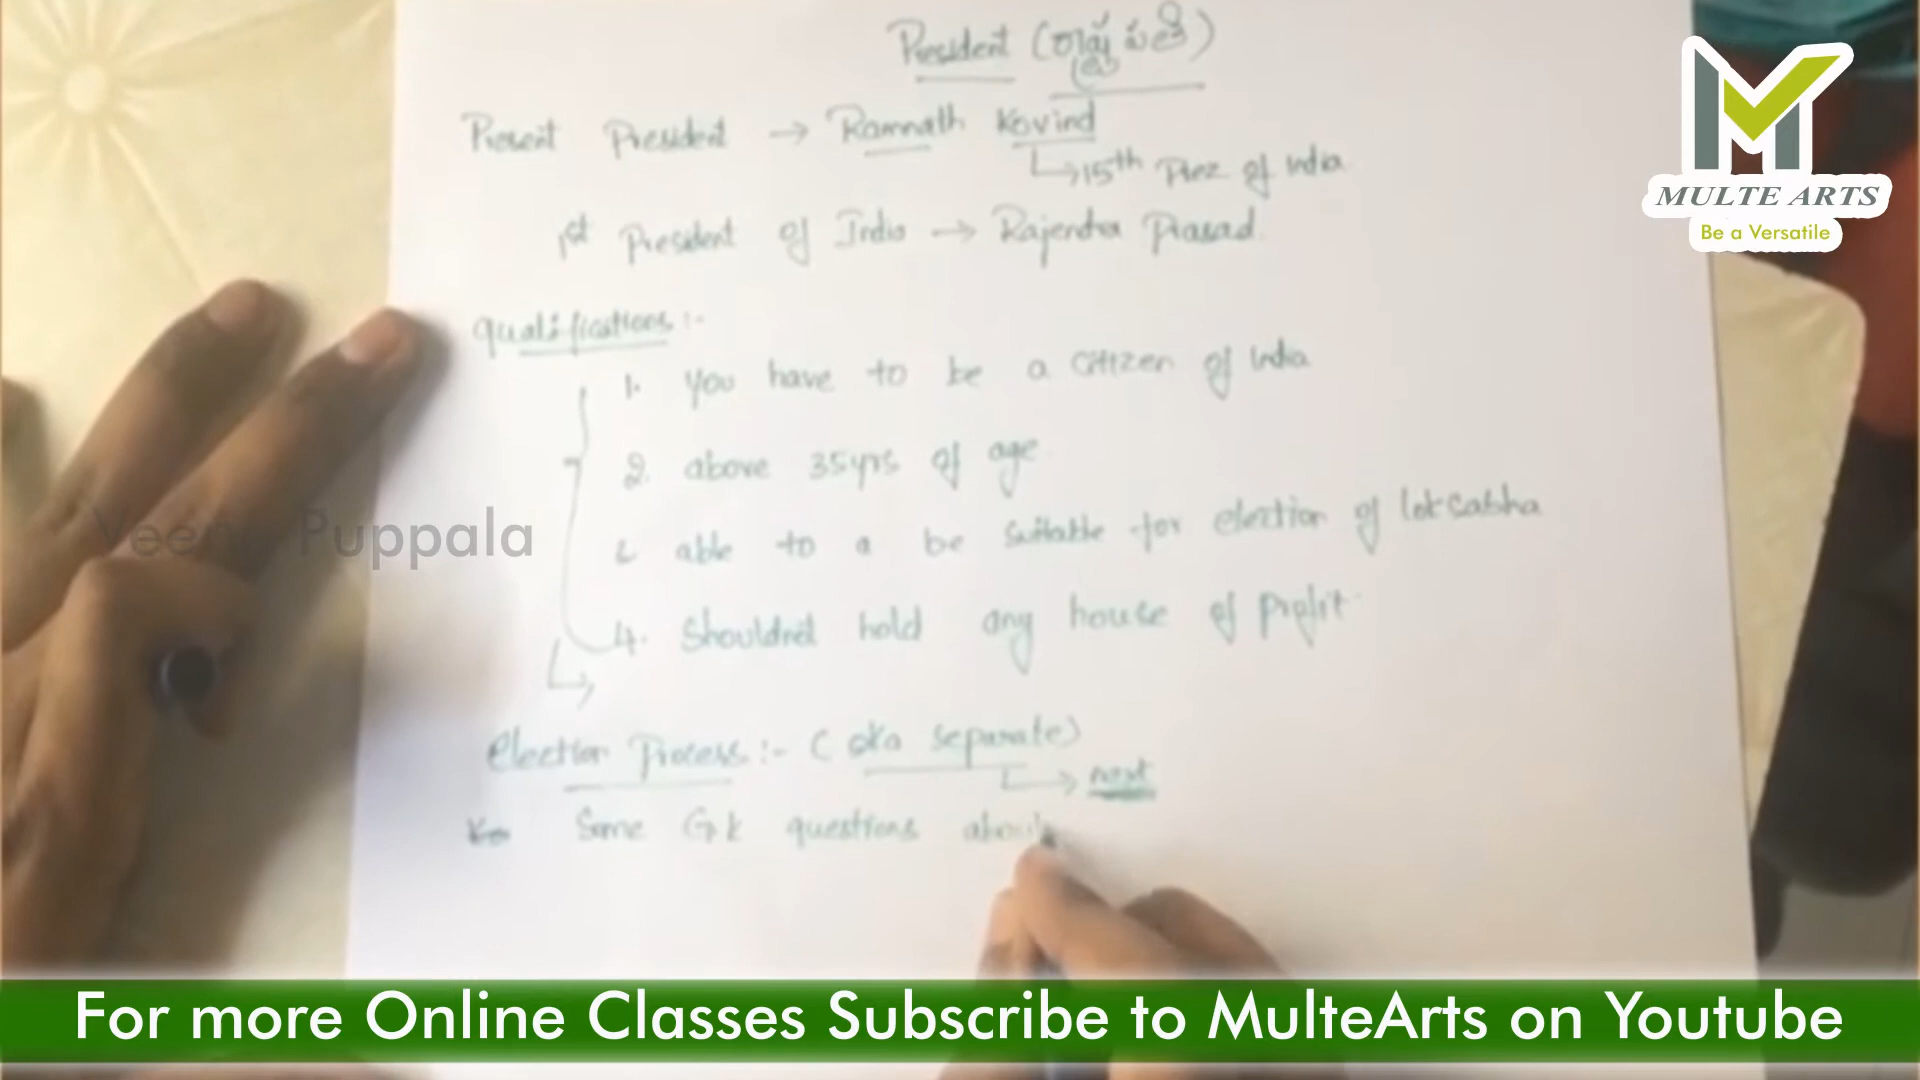 President (రాష్ట్రపతి)
Present President → Ramnath Kovind
↳ 15th Prez of India
1st President of India → Rajendra Prasad.
Qualifications :-
1. You have to be a citizen of India
2. above 35yrs of age
able to a be suitable for election of loksabha
4. Shouldn't hold any house of profit
Election Process :- (oka separate)
↳ next
Some GK questions about
Veena Puppala
MULTE ARTS
Be a Versatile
For more Online Classes Subscribe to MulteArts on Youtube